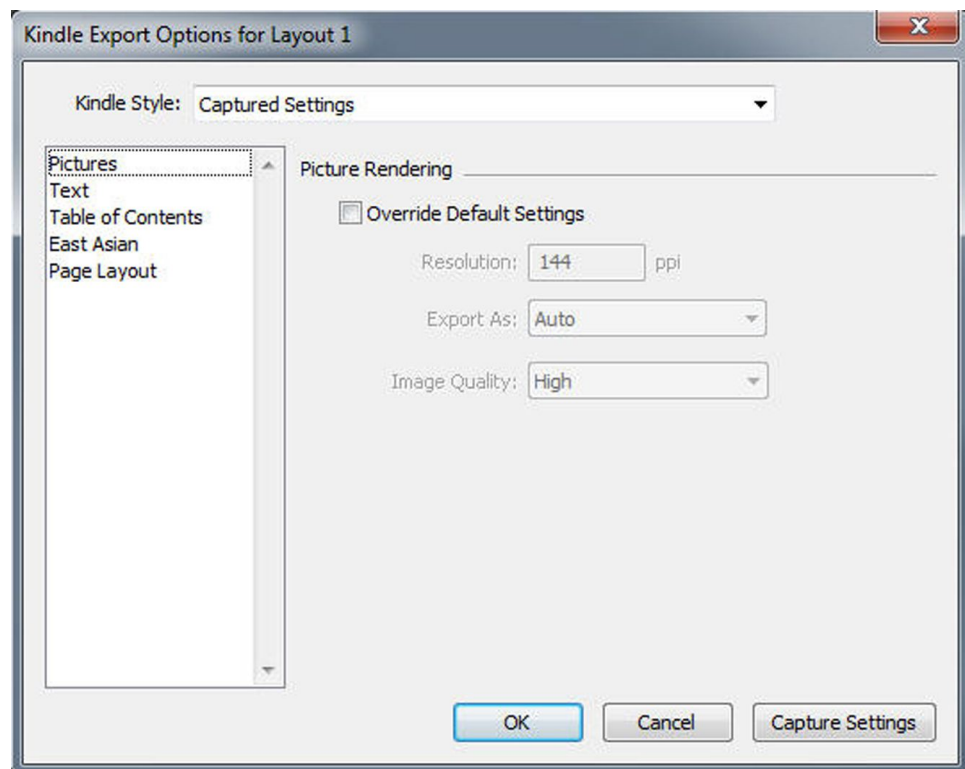 Kindle Export Options for Layout 1
Kindle Style: Captured Settings
Pictures
Text
Table of Contents
East Asian
Page Layout
Picture Rendering
Override Default Settings
Resolution: 144 ppi
Export As: Auto
Image Quality: High
OK Cancel Capture Settings